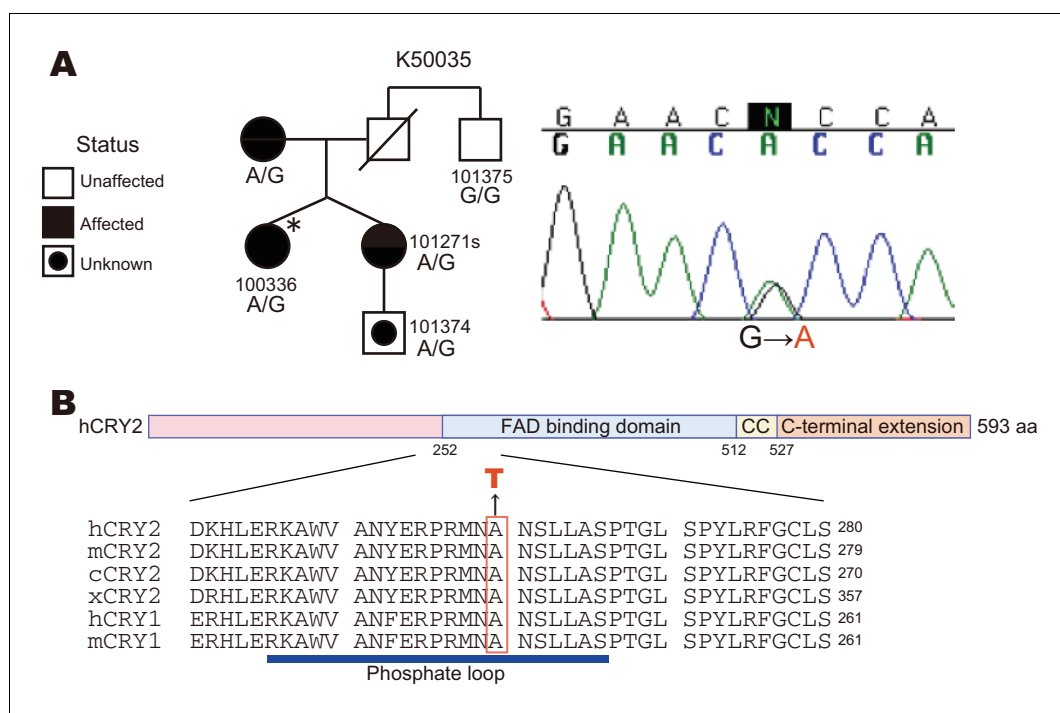 A
K50035
Status
Unaffected
Affected
Unknown
A/G
101375
G/G
*
100336
A/G
101271s
A/G
101374
A/G
G A A C N C C A
G A A C A C C A
G→A
B
hCRY2
FAD binding domain
CC
C-terminal extension
593 aa
252
512
527
T
hCRY2 DKHLERKAWV ANYERPRMNA NSLLASPTGL SPYLRFGCLS 280
mCRY2 DKHLERKAWV ANYERPRMNA NSLLASPTGL SPYLRFGCLS 279
cCRY2 DKHLERKAWV ANYERPRMNA NSLLASPTGL SPYLRFGCLS 270
xCRY2 DRHLERKAWV ANYERPRMNA NSLLASPTGL SPYLRFGCLS 357
hCRY1 ERHLERKAWV ANFERPRMNA NSLLASPTGL SPYLRFGCLS 261
mCRY1 ERHLERKAWV ANFERPRMNA NSLLASPTGL SPYLRFGCLS 261
Phosphate loop